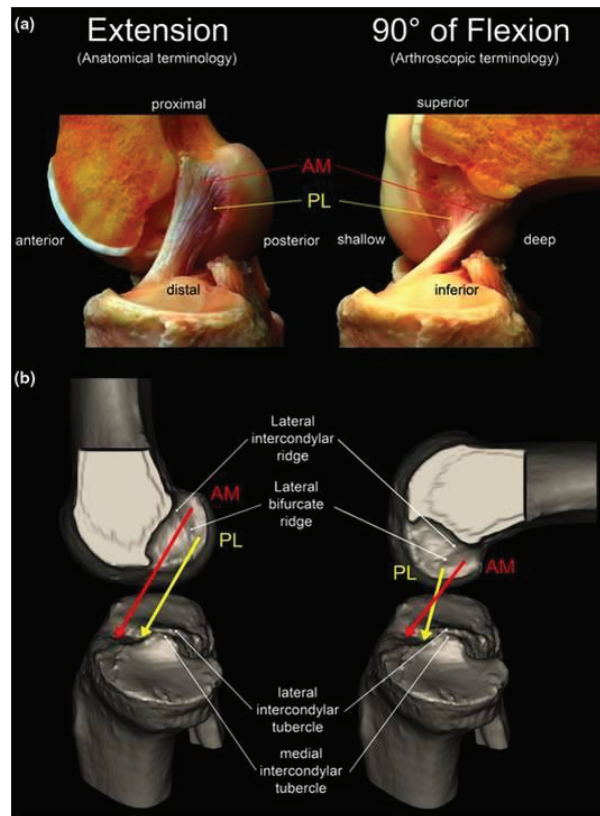 (a)
Extension
(Anatomical terminology)
90° of Flexion
(Arthroscopic terminology)
proximal
superior
AM
PL
anterior
posterior
shallow
deep
distal
inferior
(b)
Lateral
intercondylar
ridge
AM
Lateral
bifurcate
ridge
PL
PL
AM
lateral
intercondylar
tubercle
medial
intercondylar
tubercle